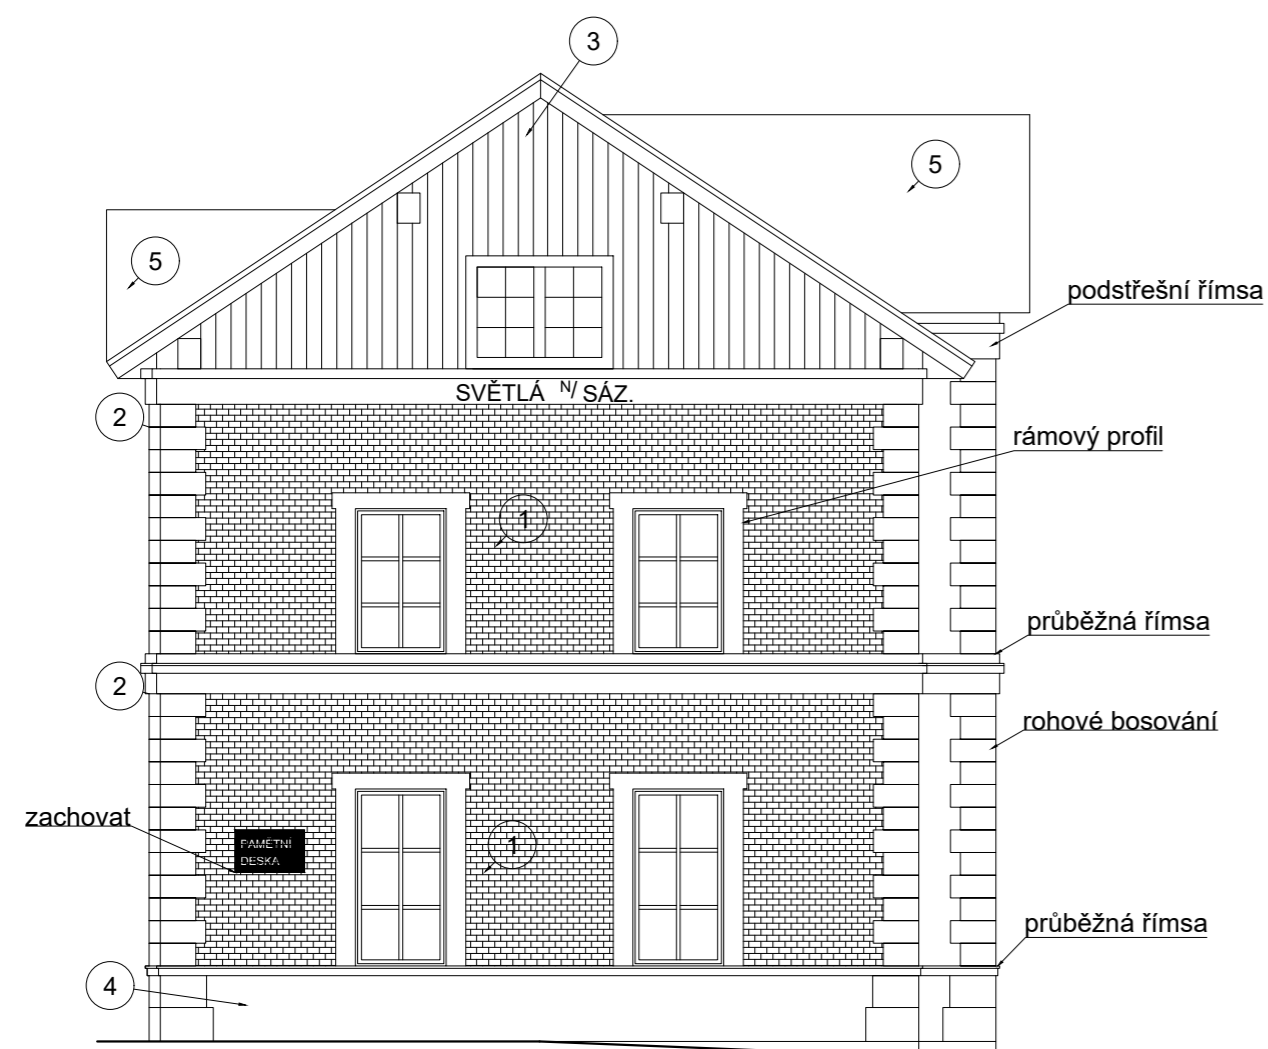 3
5
5
podstřešní římsa
SVĚTLÁ N/ SÁZ.
2
rámový profil
1
průběžná římsa
2
rohové bosování
zachovat
PAMĚTNÍ
DESKA
1
průběžná římsa
4